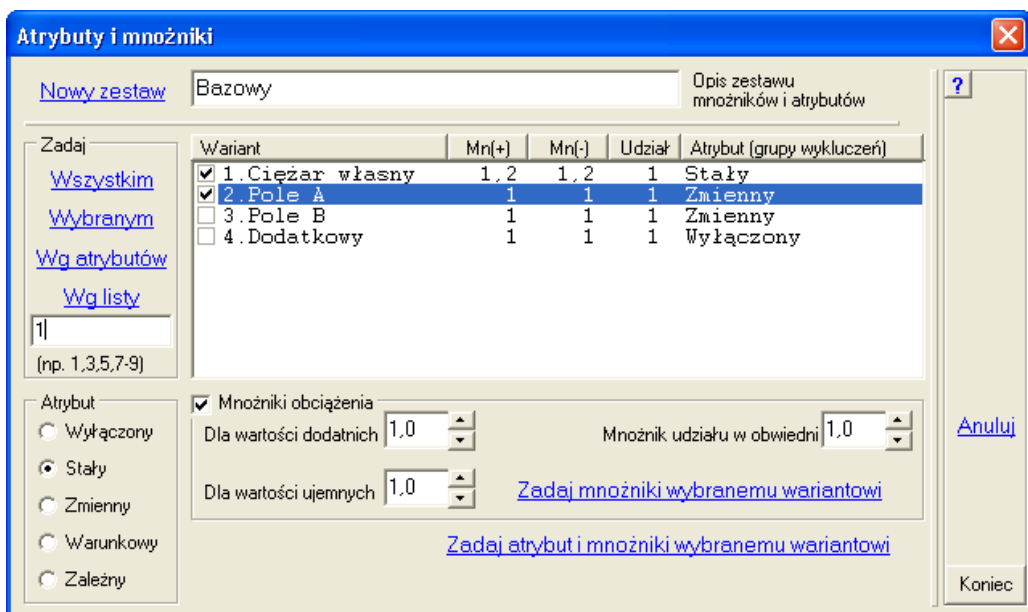 Atrybuty i mnożniki
Nowy zestaw
Bazowy
Opis zestawu
mnożników i atrybutów
?
Zadaj
Wszystkim
Wybranym
Wg atrybutów
Wg listy
1
(np. 1,3,5,7-9)
Wariant Mn(+) Mn(-) Udział Atrybut (grupy wykluczeń)
1.Ciężar własny 1,2 1,2 1 Stały
2.Pole A 1 1 1 Zmienny
3.Pole B 1 1 1 Zmienny
4.Dodatkowy 1 1 1 Wyłączony
Atrybut
Wyłączony
Stały
Zmienny
Warunkowy
Zależny
Mnożniki obciążenia
Dla wartości dodatnich 1,0
Mnożnik udziału w obwiedni 1,0
Dla wartości ujemnych 1,0
Zadaj mnożniki wybranemu wariantowi
Zadaj atrybut i mnożniki wybranemu wariantowi
Anuluj
Koniec